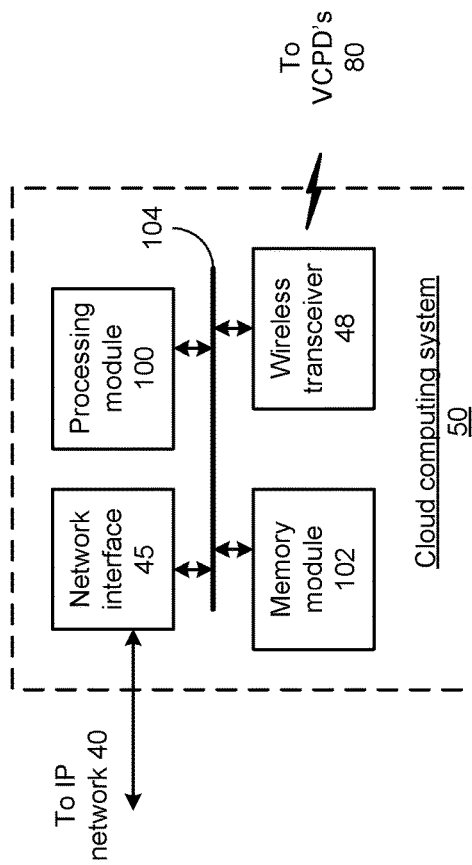 To IP
network 40
Network
interface
45
Processing
module
100
104
Memory
module
102
Wireless
transceiver
48
To
VCPD's
80
Cloud computing system
50